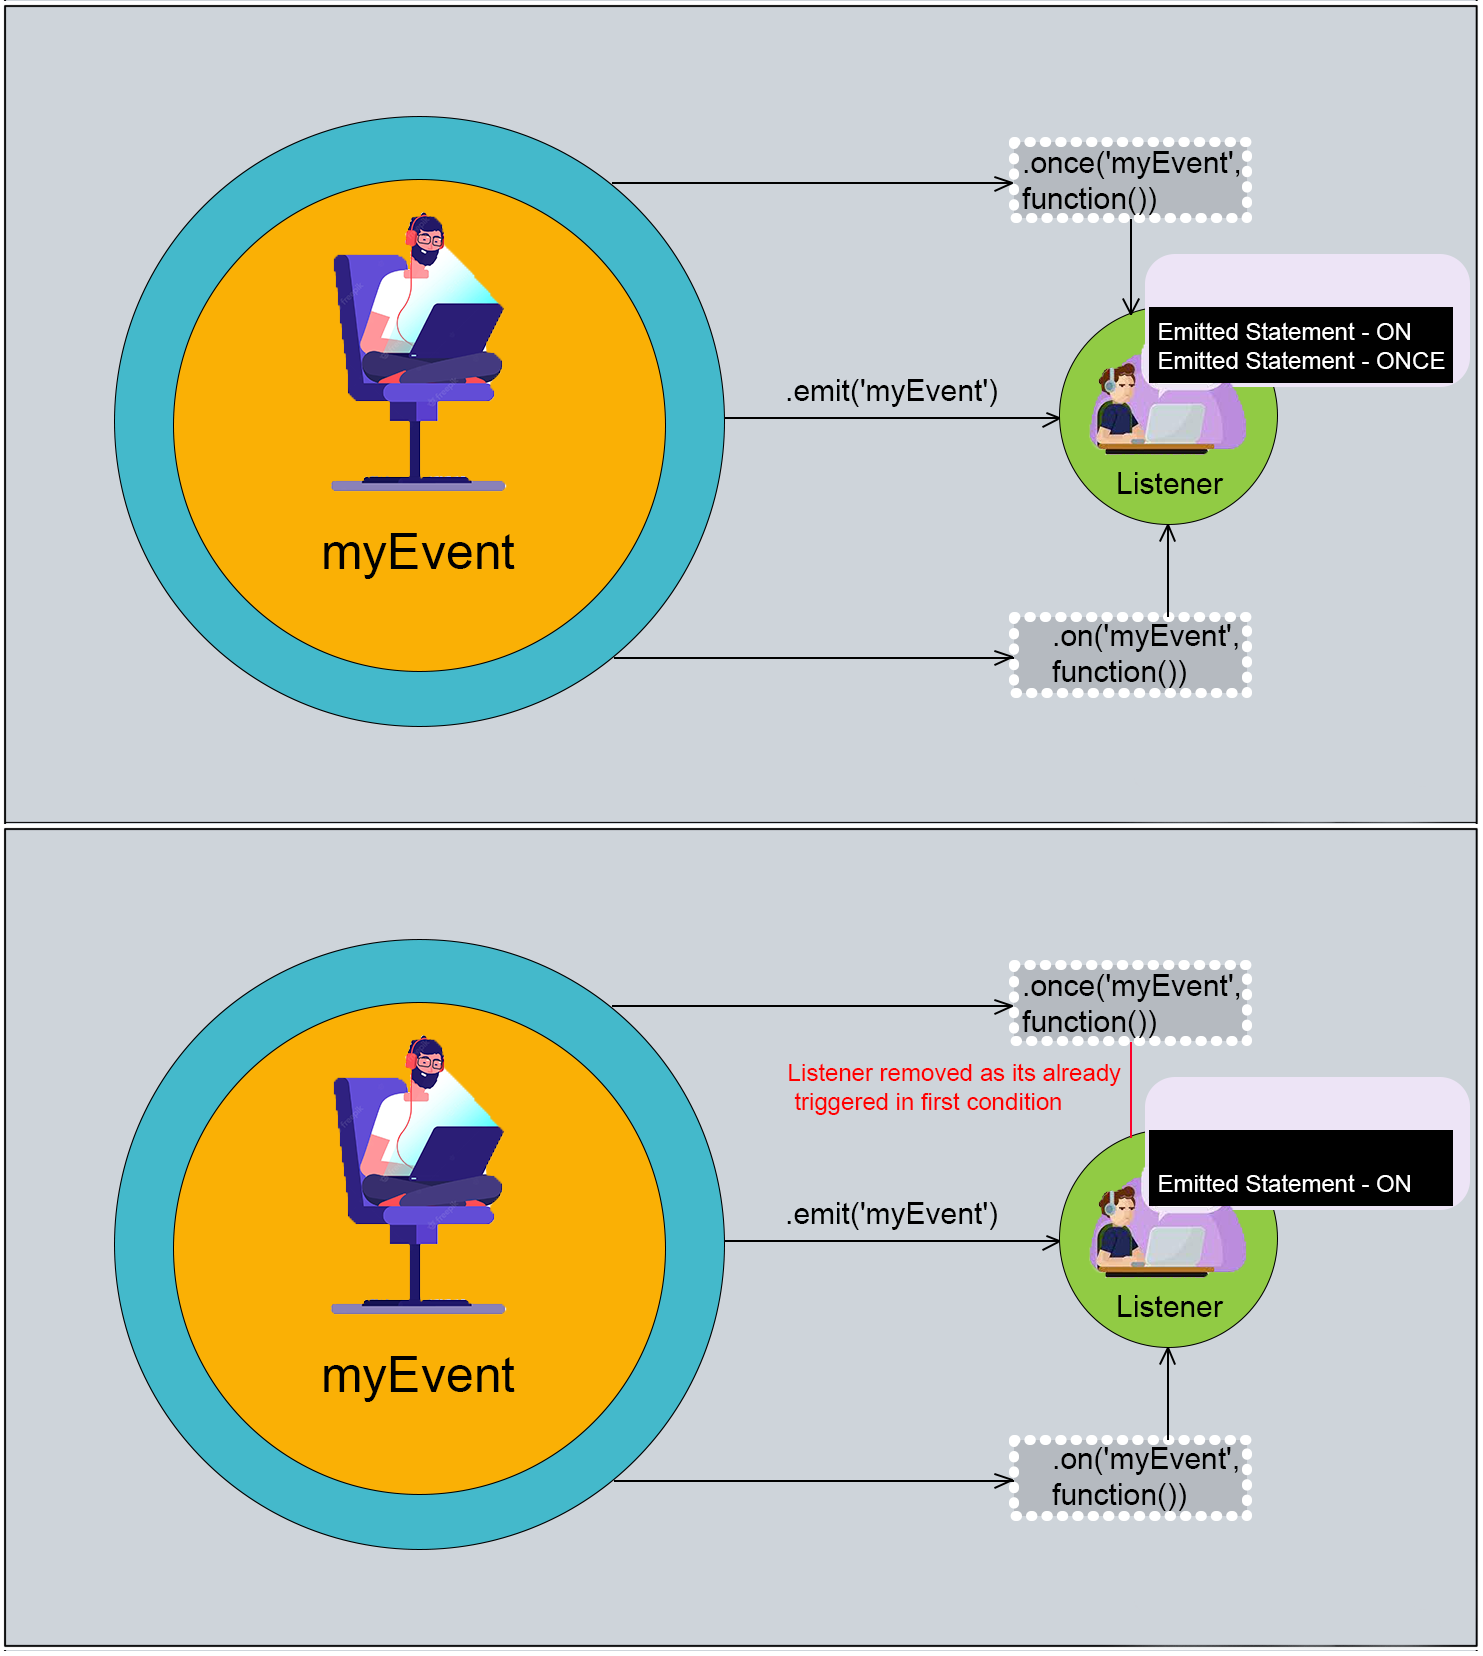 .once('myEvent',
function())
Emitted Statement - ON
Emitted Statement - ONCE
.emit('myEvent')
Listener
myEvent
.on('myEvent',
function())
.once('myEvent',
function())
Listener removed as its already
triggered in first condition
Emitted Statement - ON
.emit('myEvent')
Listener
myEvent
.on('myEvent',
function())